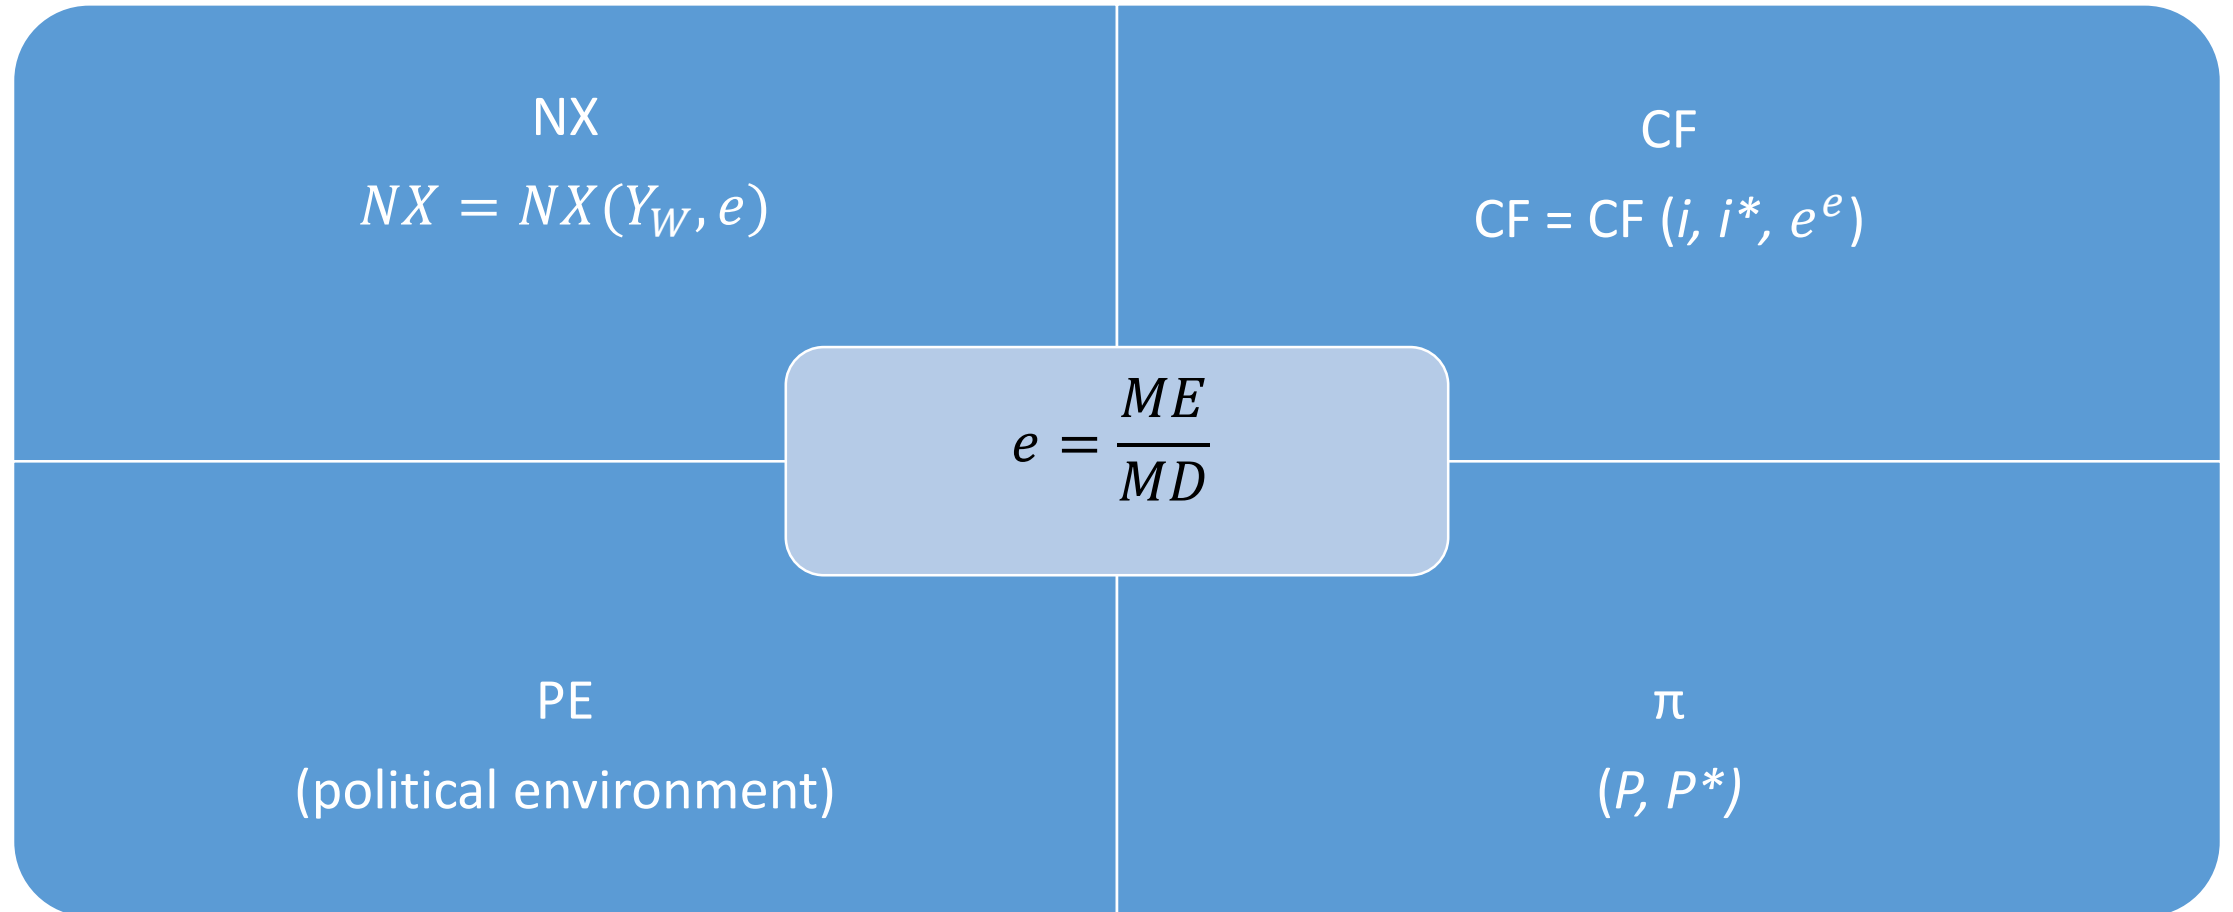 NX
NX = NX(Y_W, e)
CF
CF = CF (i, i*, e^e)
e = ME/MD
PE
(political environment)
π
(P, P*)